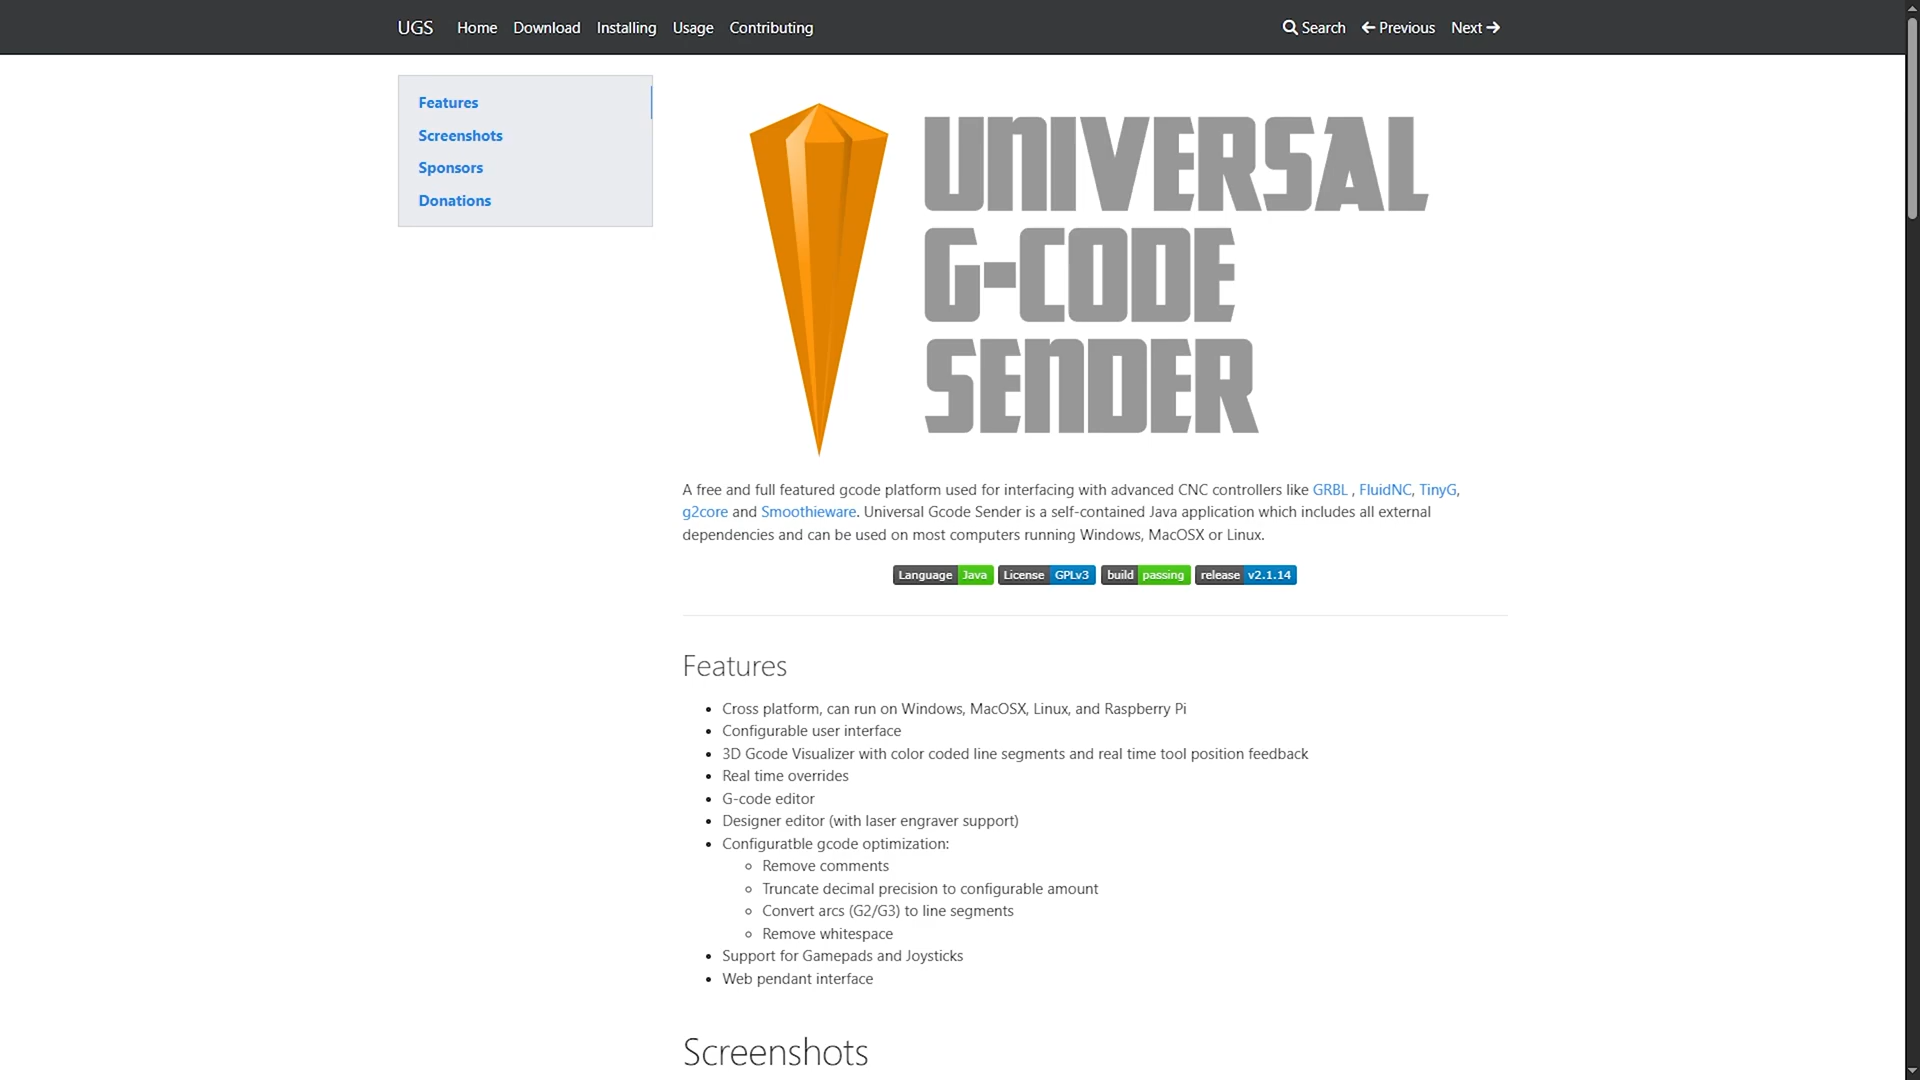 UGS Home Download Installing Usage Contributing Search Previous Next
Features
Screenshots
Sponsors
Donations
UNIVERSAL
G-CODE
SENDER
A free and full featured gcode platform used for interfacing with advanced CNC controllers like GRBL , FluidNC, TinyG,
g2core and Smoothieware. Universal Gcode Sender is a self-contained Java application which includes all external
dependencies and can be used on most computers running Windows, MacOSX or Linux.
Language Java License GPLv3 build passing release v2.1.14
Features
Cross platform, can run on Windows, MacOSX, Linux, and Raspberry Pi
Configurable user interface
3D Gcode Visualizer with color coded line segments and real time tool position feedback
Real time overrides
G-code editor
Designer editor (with laser engraver support)
Configuratble gcode optimization:
Remove comments
Truncate decimal precision to configurable amount
Convert arcs (G2/G3) to line segments
Remove whitespace
Support for Gamepads and Joysticks
Web pendant interface
Screenshots